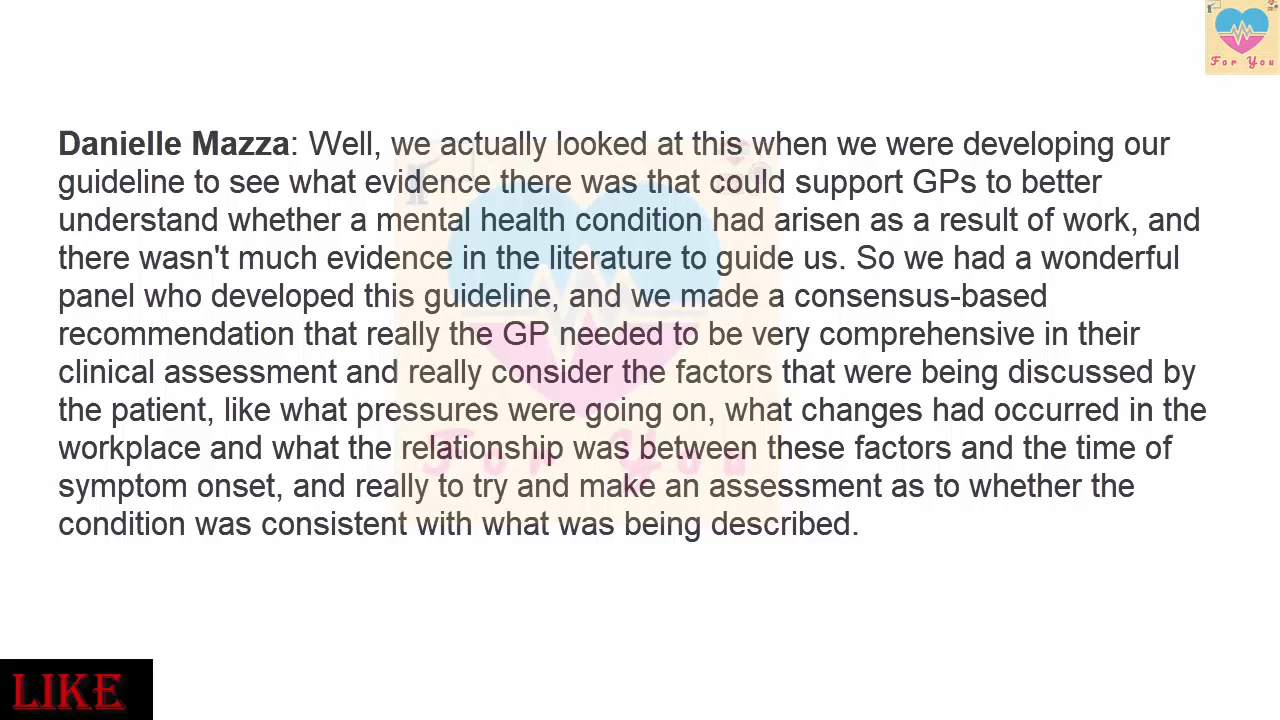 For You
Danielle Mazza: Well, we actually looked at this when we were developing our
guideline to see what evidence there was that could support GPs to better
understand whether a mental health condition had arisen as a result of work, and
there wasn't much evidence in the literature to guide us. So we had a wonderful
panel who developed this guideline, and we made a consensus-based
recommendation that really the GP needed to be very comprehensive in their
clinical assessment and really consider the factors that were being discussed by
the patient, like what pressures were going on, what changes had occurred in the
workplace and what the relationship was between these factors and the time of
symptom onset, and really to try and make an assessment as to whether the
condition was consistent with what was being described.
For You
LIKE